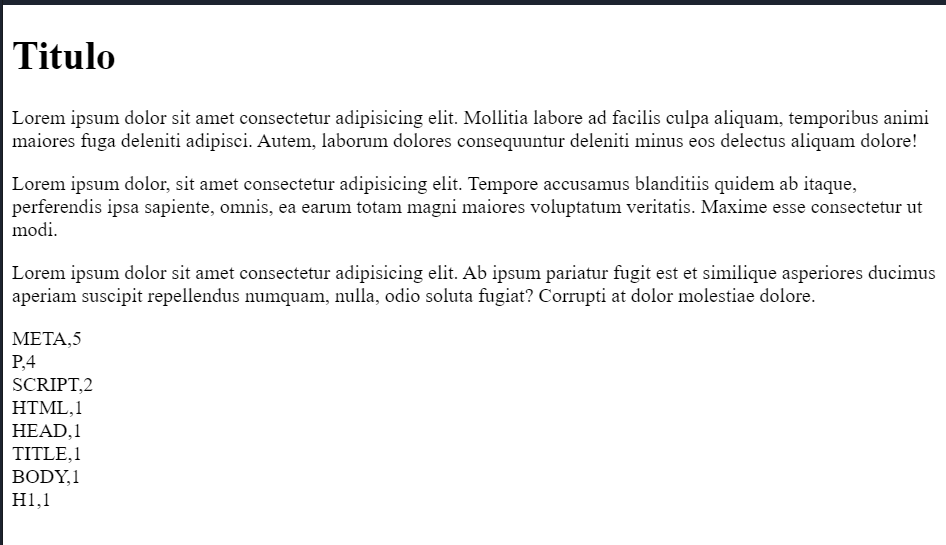 Titulo
Lorem ipsum dolor sit amet consectetur adipisicing elit. Mollitia labore ad facilis culpa aliquam, temporibus animi
maiores fuga deleniti adipisci. Autem, laborum dolores consequuntur deleniti minus eos delectus aliquam dolore!
Lorem ipsum dolor, sit amet consectetur adipisicing elit. Tempore accusamus blanditiis quidem ab itaque,
perferendis ipsa sapiente, omnis, ea earum totam magni maiores voluptatum veritatis. Maxime esse consectetur ut
modi.
Lorem ipsum dolor sit amet consectetur adipisicing elit. Ab ipsum pariatur fugit est et similique asperiores ducimus
aperiam suscipit repellendus numquam, nulla, odio soluta fugiat? Corrupti at dolor molestiae dolore.
META,5
P,4
SCRIPT,2
HTML,1
HEAD,1
TITLE,1
BODY,1
H1,1